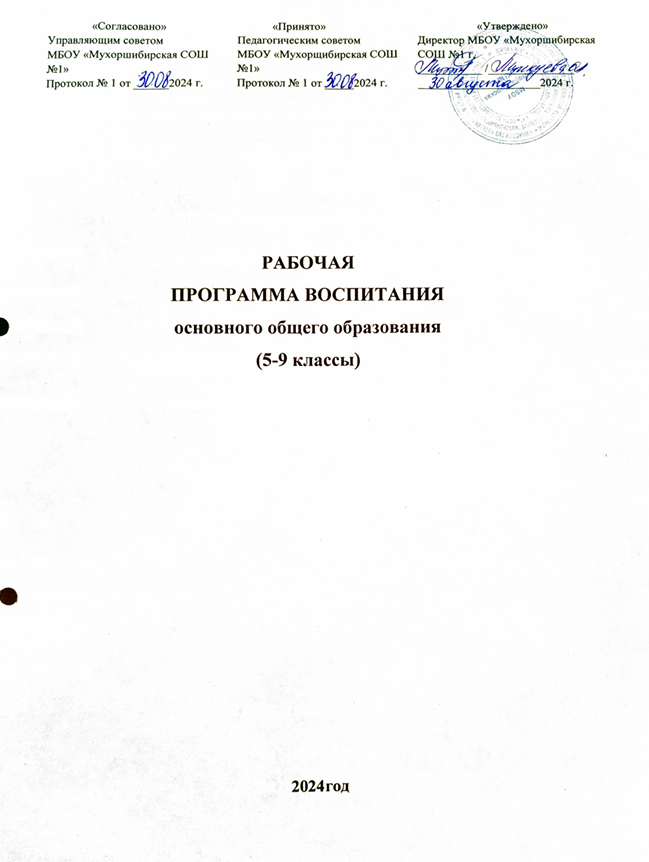 «Согласовано»
Управляющим советом
МБОУ «Мухоршибирская СОШ
№1»
Протокол № 1 от 30 08 2024 г.
«Принято»
Педагогическим советом
МБОУ «Мухорщибирской СОШ
№1»
Протокол № 1 от 30 08 2024 г.
«Утверждено»
Директор МБОУ «Мухоршибирская
СОШ №1 г.
30 августа 2024 г.
РАБОЧАЯ
ПРОГРАММА ВОСПИТАНИЯ
основного общего образования
(5-9 классы)
2024год